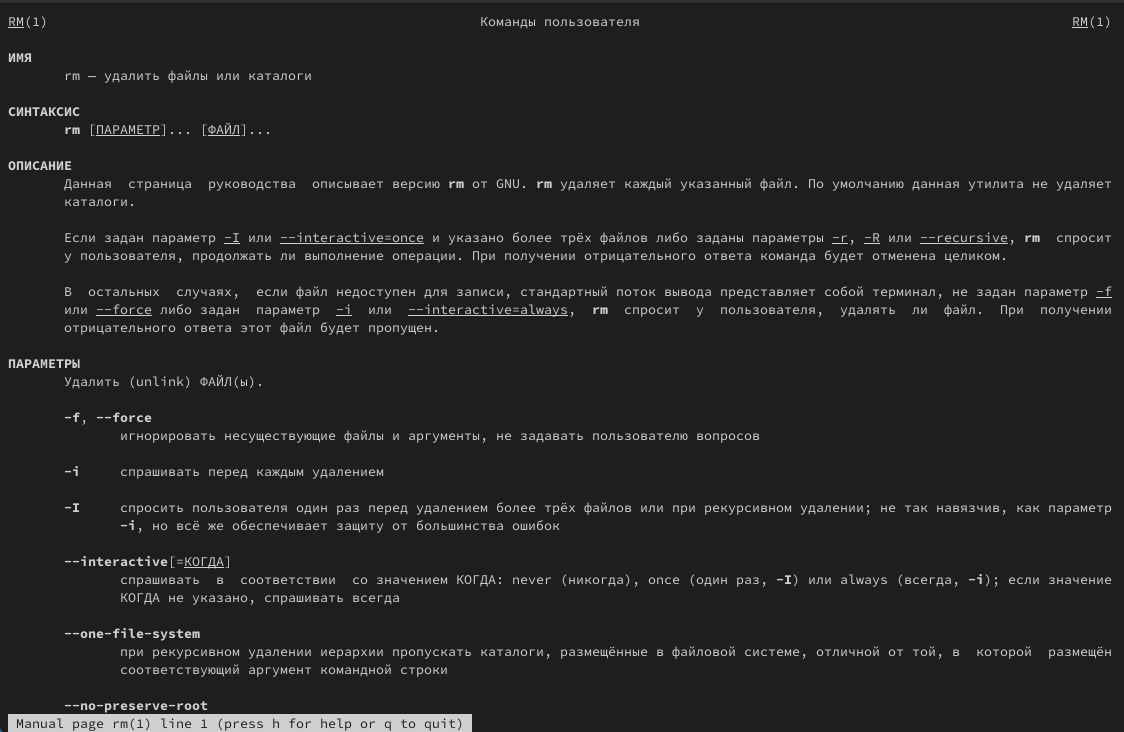 RM(1) Команды пользователя RM(1)
ИМЯ
rm — удалить файлы или каталоги
СИНТАКСИС
rm [ПАРАМЕТР]... [ФАЙЛ]...
ОПИСАНИЕ
Данная страница руководства описывает версию rm от GNU. rm удаляет каждый указанный файл. По умолчанию данная утилита не удаляет
каталоги.
Если задан параметр -I или --interactive=once и указано более трёх файлов либо заданы параметры -r, -R или --recursive, rm спросит
у пользователя, продолжать ли выполнение операции. При получении отрицательного ответа команда будет отменена целиком.
В остальных случаях, если файл недоступен для записи, стандартный поток вывода представляет собой терминал, не задан параметр -f
или --force либо задан параметр -i или --interactive=always, rm спросит у пользователя, удалять ли файл. При получении
отрицательного ответа этот файл будет пропущен.
ПАРАМЕТРЫ
Удалить (unlink) ФАЙЛ(ы).
-f, --force
игнорировать несуществующие файлы и аргументы, не задавать пользователю вопросов
-i спрашивать перед каждым удалением
-I спросить пользователя один раз перед удалением более трёх файлов или при рекурсивном удалении; не так навязчив, как параметр
-i, но всё же обеспечивает защиту от большинства ошибок
--interactive[=КОГДА]
спрашивать в соответствии со значением КОГДА: never (никогда), once (один раз, -I) или always (всегда, -i); если значение
КОГДА не указано, спрашивать всегда
--one-file-system
при рекурсивном удалении иерархии пропускать каталоги, размещённые в файловой системе, отличной от той, в которой размещён
соответствующий аргумент командной строки
--no-preserve-root
Manual page rm(1) line 1 (press h for help or q to quit)